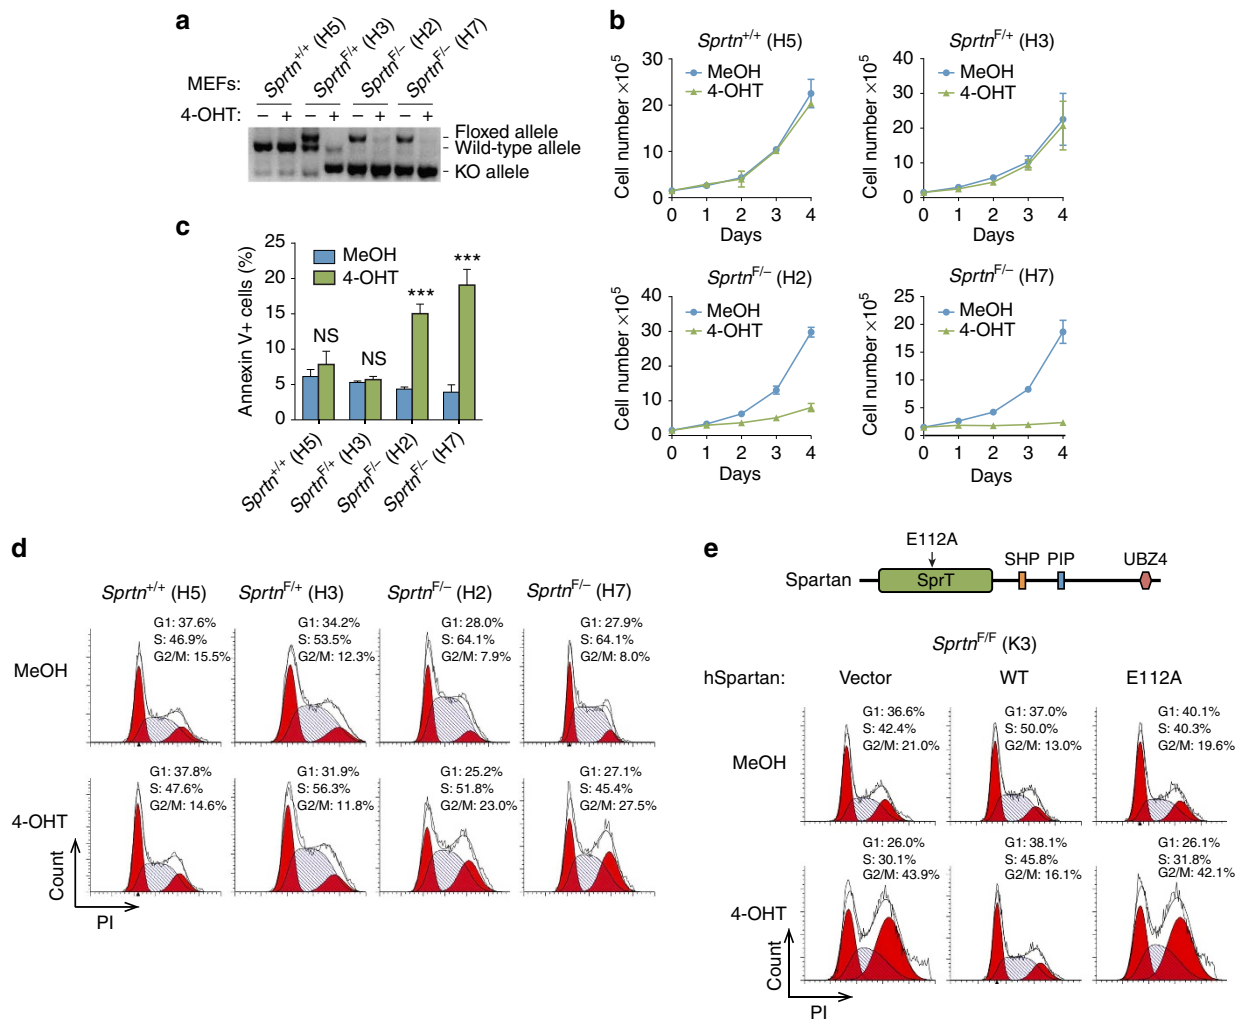 a
Sprtn+/+ (H5)
SprtnF/+ (H3)
SprtnF/– (H2)
SprtnF/– (H7)
MEFs:
4-OHT: – + – + – + – +
Floxed allele
Wild-type allele
KO allele
b
Sprtn+/+ (H5)
MeOH
4-OHT
Cell number ×10⁵
30
20
10
0
0 1 2 3 4
Days
SprtnF/+ (H3)
MeOH
4-OHT
Cell number ×10⁵
40
30
20
10
0
0 1 2 3 4
Days
SprtnF/– (H2)
MeOH
4-OHT
Cell number ×10⁵
40
30
20
10
0
0 1 2 3 4
Days
SprtnF/– (H7)
MeOH
4-OHT
Cell number ×10⁵
25
20
15
10
5
0
0 1 2 3 4
Days
c
MeOH
4-OHT
Annexin V+ cells (%)
25
20
15
10
5
0
NS
NS
***
***
Sprtn+/+ (H5)
SprtnF/+ (H3)
SprtnF/– (H2)
SprtnF/– (H7)
d
Sprtn+/+ (H5) SprtnF/+ (H3) SprtnF/– (H2) SprtnF/– (H7)
MeOH
G1: 37.6%
S: 46.9%
G2/M: 15.5%
G1: 34.2%
S: 53.5%
G2/M: 12.3%
G1: 28.0%
S: 64.1%
G2/M: 7.9%
G1: 27.9%
S: 64.1%
G2/M: 8.0%
4-OHT
G1: 37.8%
S: 47.6%
G2/M: 14.6%
G1: 31.9%
S: 56.3%
G2/M: 11.8%
G1: 25.2%
S: 51.8%
G2/M: 23.0%
G1: 27.1%
S: 45.4%
G2/M: 27.5%
Count
PI
e
E112A
Spartan
SprT
SHP
PIP
UBZ4
SprtnF/F (K3)
hSpartan: Vector WT E112A
MeOH
G1: 36.6%
S: 42.4%
G2/M: 21.0%
G1: 37.0%
S: 50.0%
G2/M: 13.0%
G1: 40.1%
S: 40.3%
G2/M: 19.6%
4-OHT
G1: 26.0%
S: 30.1%
G2/M: 43.9%
G1: 38.1%
S: 45.8%
G2/M: 16.1%
G1: 26.1%
S: 31.8%
G2/M: 42.1%
Count
PI